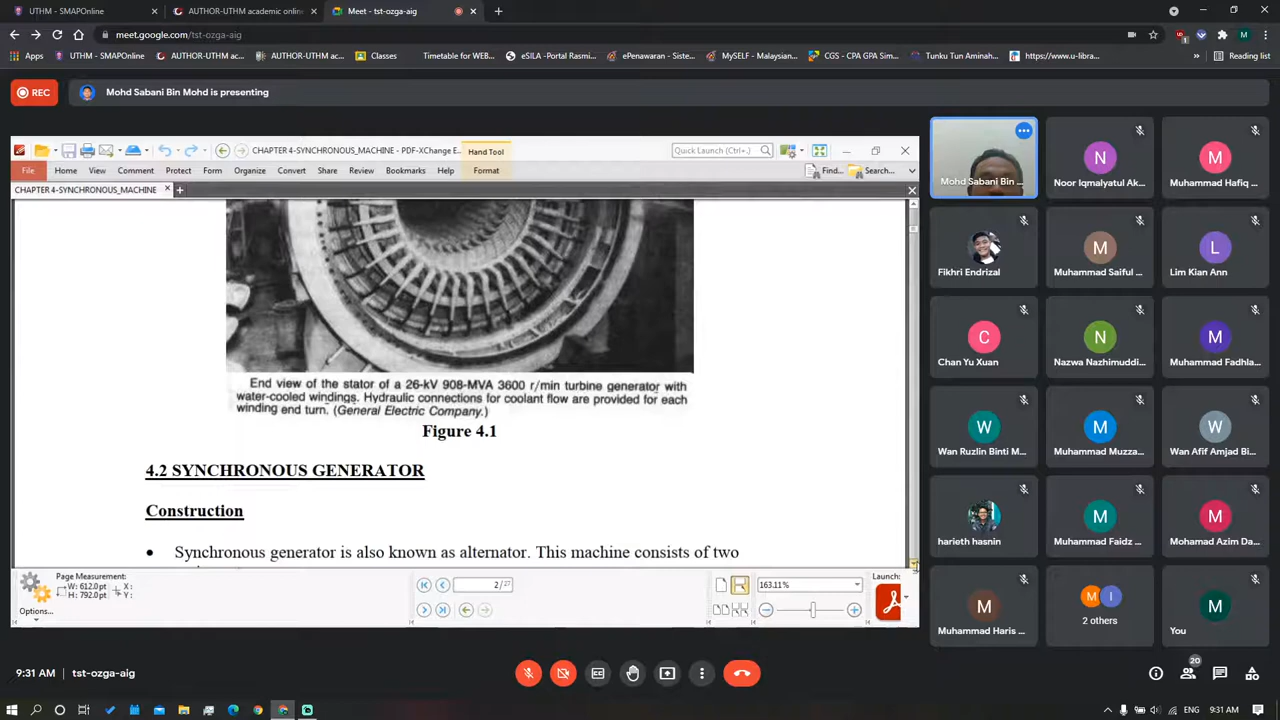 UTHM — SMAPOnline
AUTHOR-UTHM academic onlin
Meet - tst-ozga-aig
meet.google.com/tst-ozga-aig
Apps
UTHM - SMAPOnline
AUTHOR-UTHM ac...
AUTHOR-UTHM ac...
Classes
Timetable for WEB...
eSILA -Portal Rasmi...
ePenawaran - Siste...
MySELF - Malaysian...
CGS - CPA GPA Sim...
Tunku Tun Aminah...
https://www.u-libra...
»
Reading list
REC
Mohd Sabani Bin Mohd is presenting
CHAPTER 4-SYNCHRONOUS_MACHINE - PDF-XChange E...
Hand Tool
Quick Launch (Ctrl+.)
File
Home
View
Comment
Protect
Form
Organize
Convert
Share
Review
Bookmarks
Help
Format
Find...
Search...
CHAPTER 4-SYNCHRONOUS_MACHINE
End view of the stator of a 26-kV 908-MVA 3600 r/min turbine generator with
water-cooled windings. Hydraulic connections for coolant flow are provided for each
winding end turn. (General Electric Company.)
Figure 4.1
4.2 SYNCHRONOUS GENERATOR
Construction
• Synchronous generator is also known as alternator. This machine consists of two
Options...
Page Measurement:
W: 612.0pt
H: 792.0pt
X:
Y:
2/27
163.11%
Launch:
Mohd Sabani Bin ...
N
Noor Iqmalyatul Ak...
M
Muhammad Hafiq ...
Fikhri Endrizal
M
Muhammad Saiful ...
L
Lim Kian Ann
C
Chan Yu Xuan
N
Nazwa Nazhimuddi...
M
Muhammad Fadhla...
W
Wan Ruzlin Binti M...
M
Muhammad Muzza...
W
Wan Afif Amjad Bi...
harieth hasnin
M
Muhammad Faidz ...
M
Mohamad Azim Da...
M
Muhammad Haris ...
M
I
2 others
M
You
9:31 AM
tst-ozga-aig
20
ENG
9:31 AM